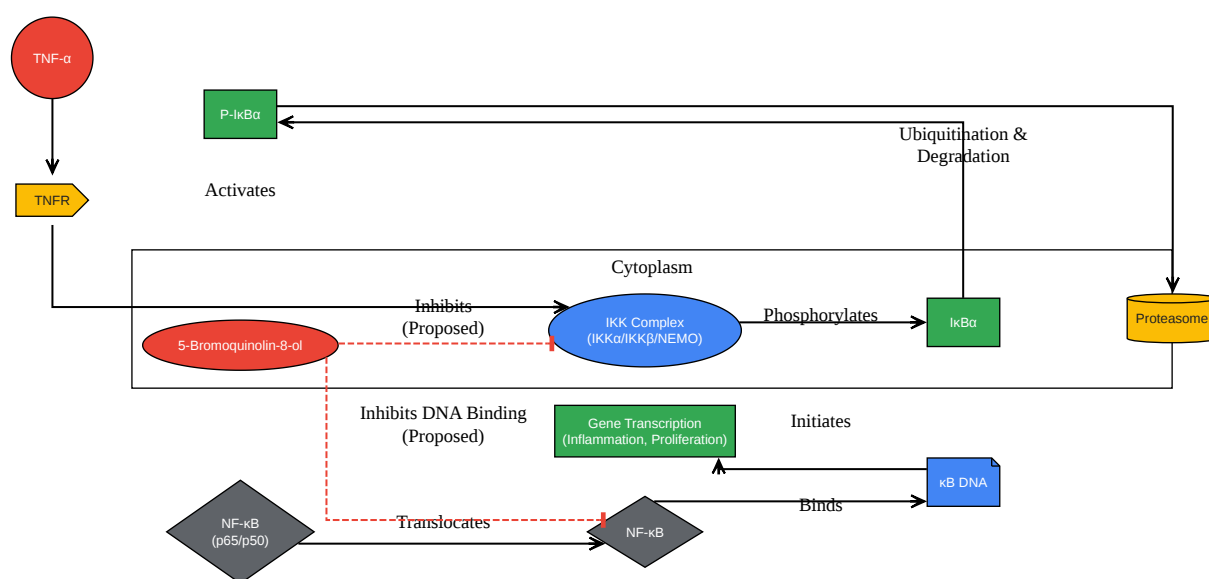 TNF-α
P-IκBα
Ubiquitination &
Degradation
Activates
TNFR
Cytoplasm
Inhibits
(Proposed)
IKK Complex
(IKKα/IKKβ/NEMO)
Phosphorylates
IκBα
Proteasome
5-Bromoquinolin-8-ol
Inhibits DNA Binding
(Proposed)
Gene Transcription
(Inflammation, Proliferation)
Initiates
κB DNA
Binds
NF-κB
(p65/p50)
Translocates
NF-κB